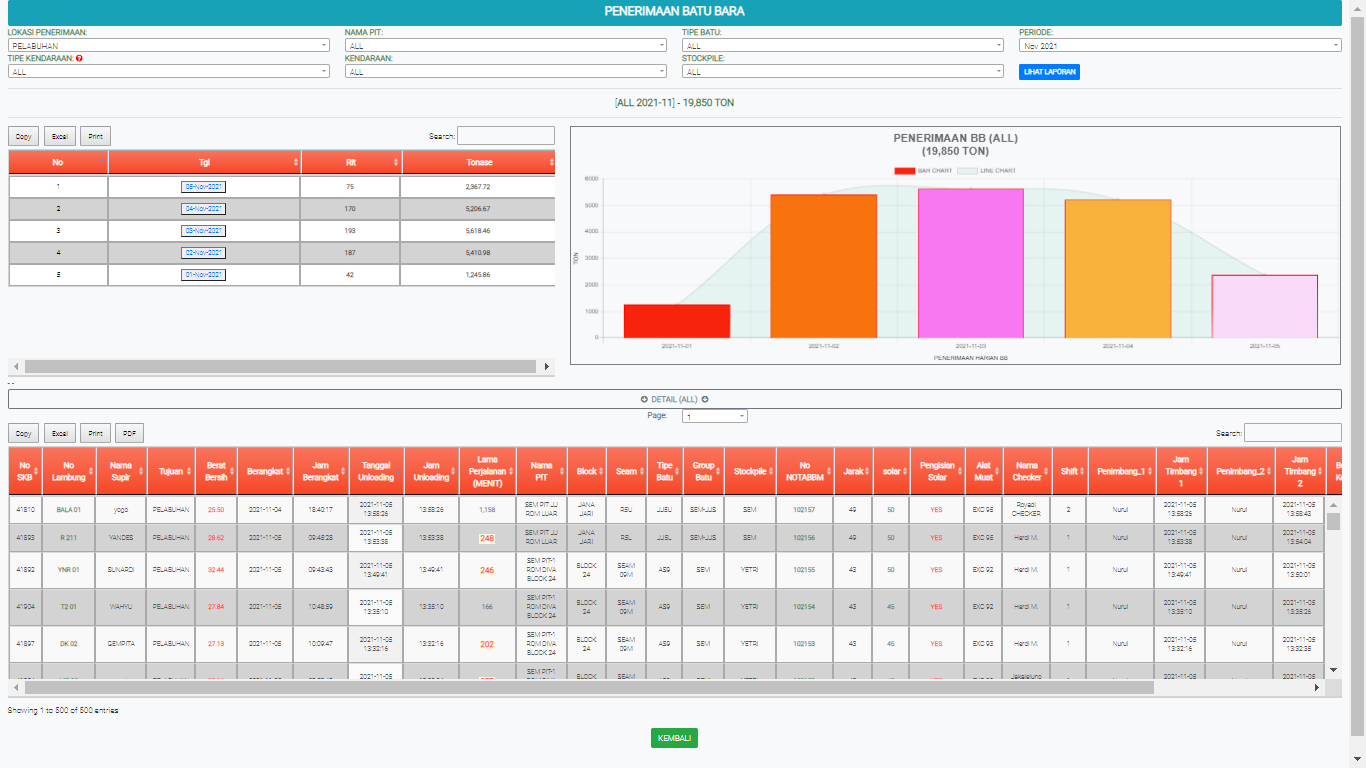 PENERIMAAN BATU BARA
LOKASI PENERIMAAN: NAMA PIT: TIPE BATU: PERIODE:
PELABUHAN ALL ALL Nov 2021
TIPE KENDARAAN: KENDARAAN: STOCKPILE:
ALL ALL ALL LIHAT LAPORAN
[ALL 2021-11] - 19,850 TON
Copy Excel Print Search:
No Tgl Rit Tonase
1 05-Nov-2021 75 2,367.72
2 04-Nov-2021 170 5,206.67
3 03-Nov-2021 193 5,618.46
4 02-Nov-2021 187 5,410.98
5 01-Nov-2021 42 1,245.86
PENERIMAAN BB (ALL)
(19,850 TON)
BAR CHART LINE CHART
6000
5000
4000
3000
2000
1000
0
TON
2021-11-01 2021-11-02 2021-11-03 2021-11-04 2021-11-05
PENERIMAAN HARIAN BB
- -
DETAIL (ALL)
Page: 1
Copy Excel Print PDF Search:
No SKB No Lambung Nama Supir Tujuan Berat Bersih Berangkat Jam Berangkat Tanggal Unloading Jam Unloading Lama Perjalanan (MENIT) Nama PIT Block Seam Tipe Batu Group Batu Stockpile No NOTABBM Jarak solar Pengisian Solar Alat Muat Nama Checker Shift Penimbang_1 Jam Timbang 1 Penimbang_2 Jam Timbang 2
41810 BALA 01 yogo PELABUHAN 25.50 2021-11-04 18:40:17 2021-11-05 13:58:26 13:58:26 1,158 SEM PIT JJ ROM LUAR JANA JARI SEM-JJS SEM 102157 49 50 YES EXC 95 CHECKER 2 Nurul 2021-11-05 13:58:26 Nurul 2021-11-05 13:58:43
41893 R 211 YANDES PELABUHAN 28.62 2021-11-05 09:45:28 2021-11-05 13:53:38 13:53:38 248 SEM PIT JJ ROM LUAR JANA JARI SEM-JJS SEM 102156 49 50 YES EXC 95 Herdi M. 1 Nurul 2021-11-05 13:53:38 Nurul 2021-11-05 13:54:04
41892 YNR 01 SUNARDI PELABUHAN 32.44 2021-11-05 09:43:43 2021-11-05 13:49:41 13:49:41 246 SEM PIT-1 ROM DIVA BLOCK 24 BLOCK 24 SEAM 09M AS9 SEM YETRI 102155 43 50 YES EXC 92 Herdi M. 1 Nurul 2021-11-05 13:49:41 Nurul 2021-11-05 13:50:01
41904 T2 01 WAHYU PELABUHAN 27.84 2021-11-05 10:48:59 2021-11-05 13:35:10 13:35:10 166 SEM PIT-1 ROM DIVA BLOCK 24 BLOCK 24 SEAM 09M AS9 SEM YETRI 102154 43 45 YES EXC 92 Herdi M. 1 Nurul 2021-11-05 13:35:10 Nurul 2021-11-05 13:35:26
41897 DK 02 GEMPITA PELABUHAN 27.13 2021-11-05 10:09:47 2021-11-05 13:32:16 13:32:16 202 SEM PIT-1 ROM DIVA BLOCK 24 BLOCK 24 SEAM 09M AS9 SEM YETRI 102153 43 45 YES EXC 93 Herdi M. 1 Nurul 2021-11-05 13:32:16 Nurul 2021-11-05 13:32:35
SEM PIT-1
Showing 1 to 500 of 500 entries
KEMBALI